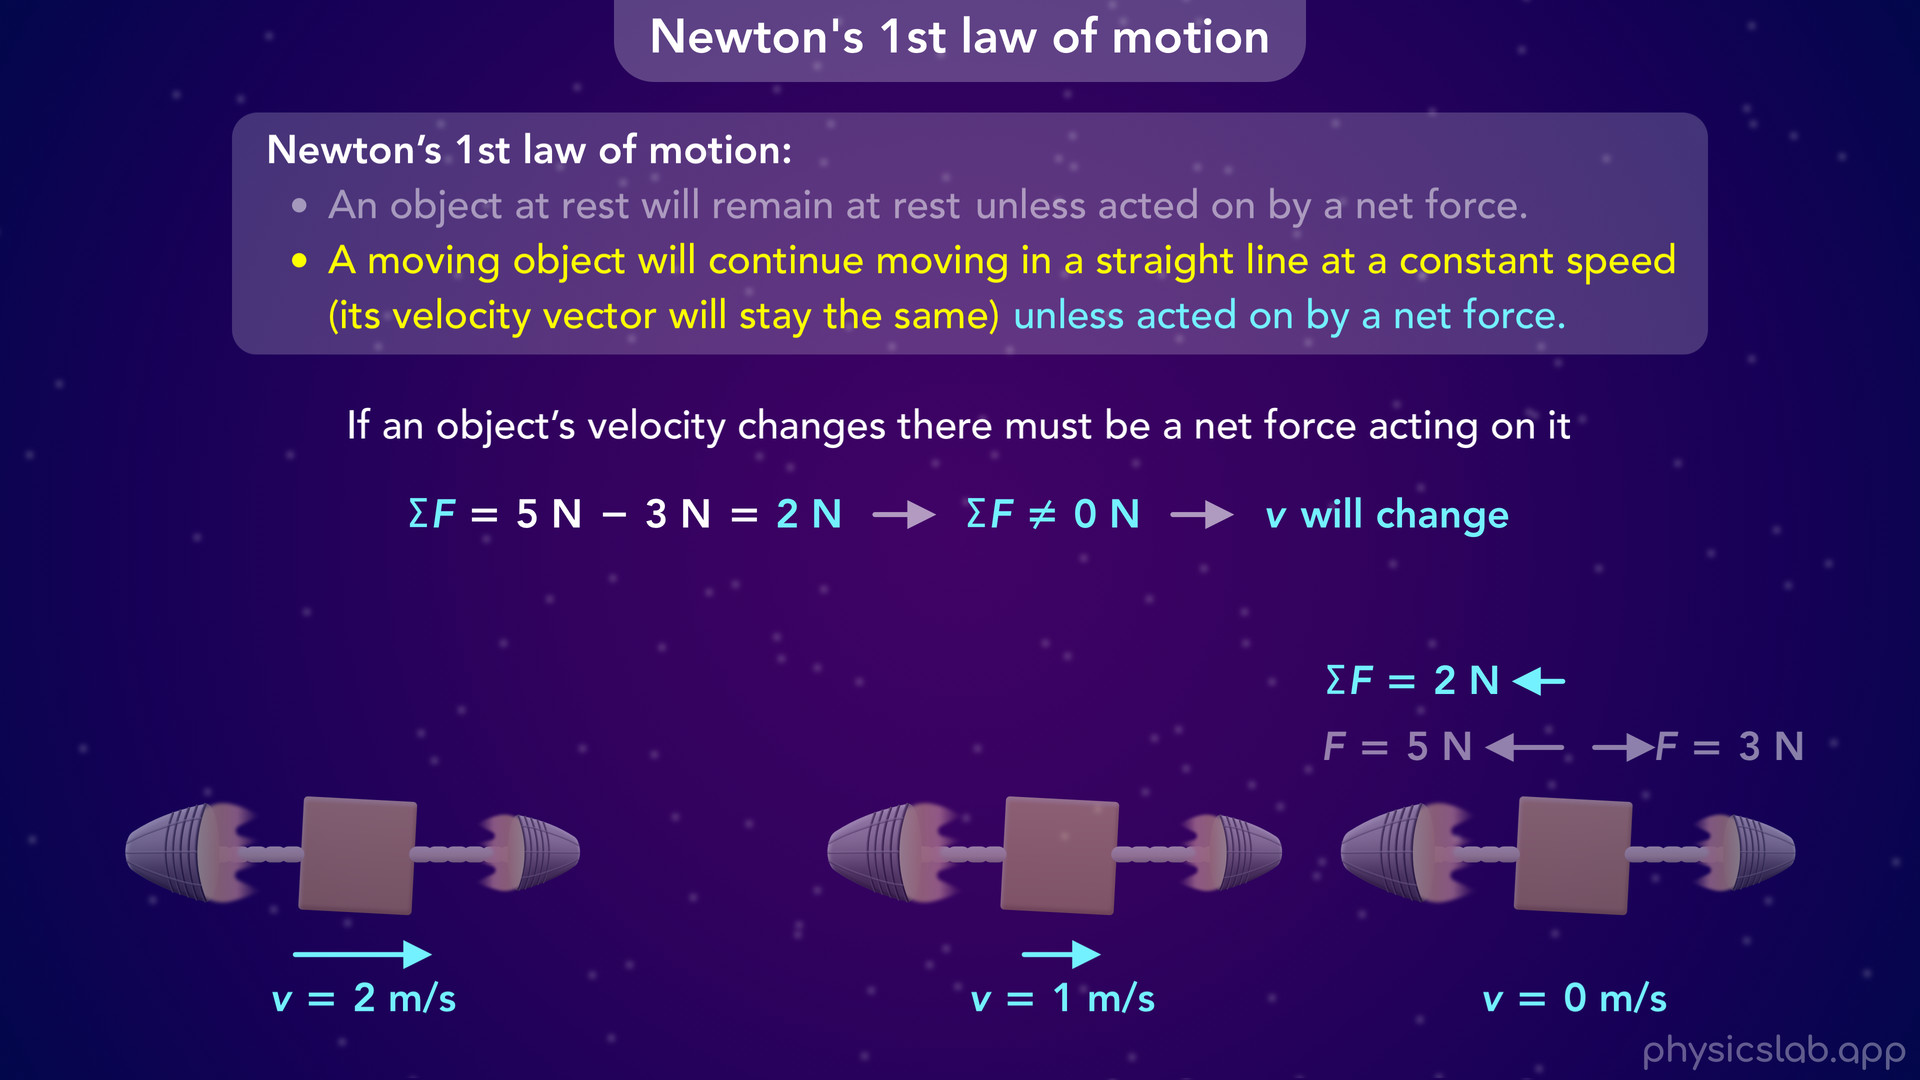 Newton's 1st law of motion
Newton’s 1st law of motion:
• An object at rest will remain at rest unless acted on by a net force.
• A moving object will continue moving in a straight line at a constant speed
(its velocity vector will stay the same) unless acted on by a net force.
If an object’s velocity changes there must be a net force acting on it
ΣF = 5 N − 3 N = 2 N → ΣF ≠ 0 N → v will change
ΣF = 2 N
F = 5 N F = 3 N
v = 2 m/s v = 1 m/s v = 0 m/s
physicslab.app